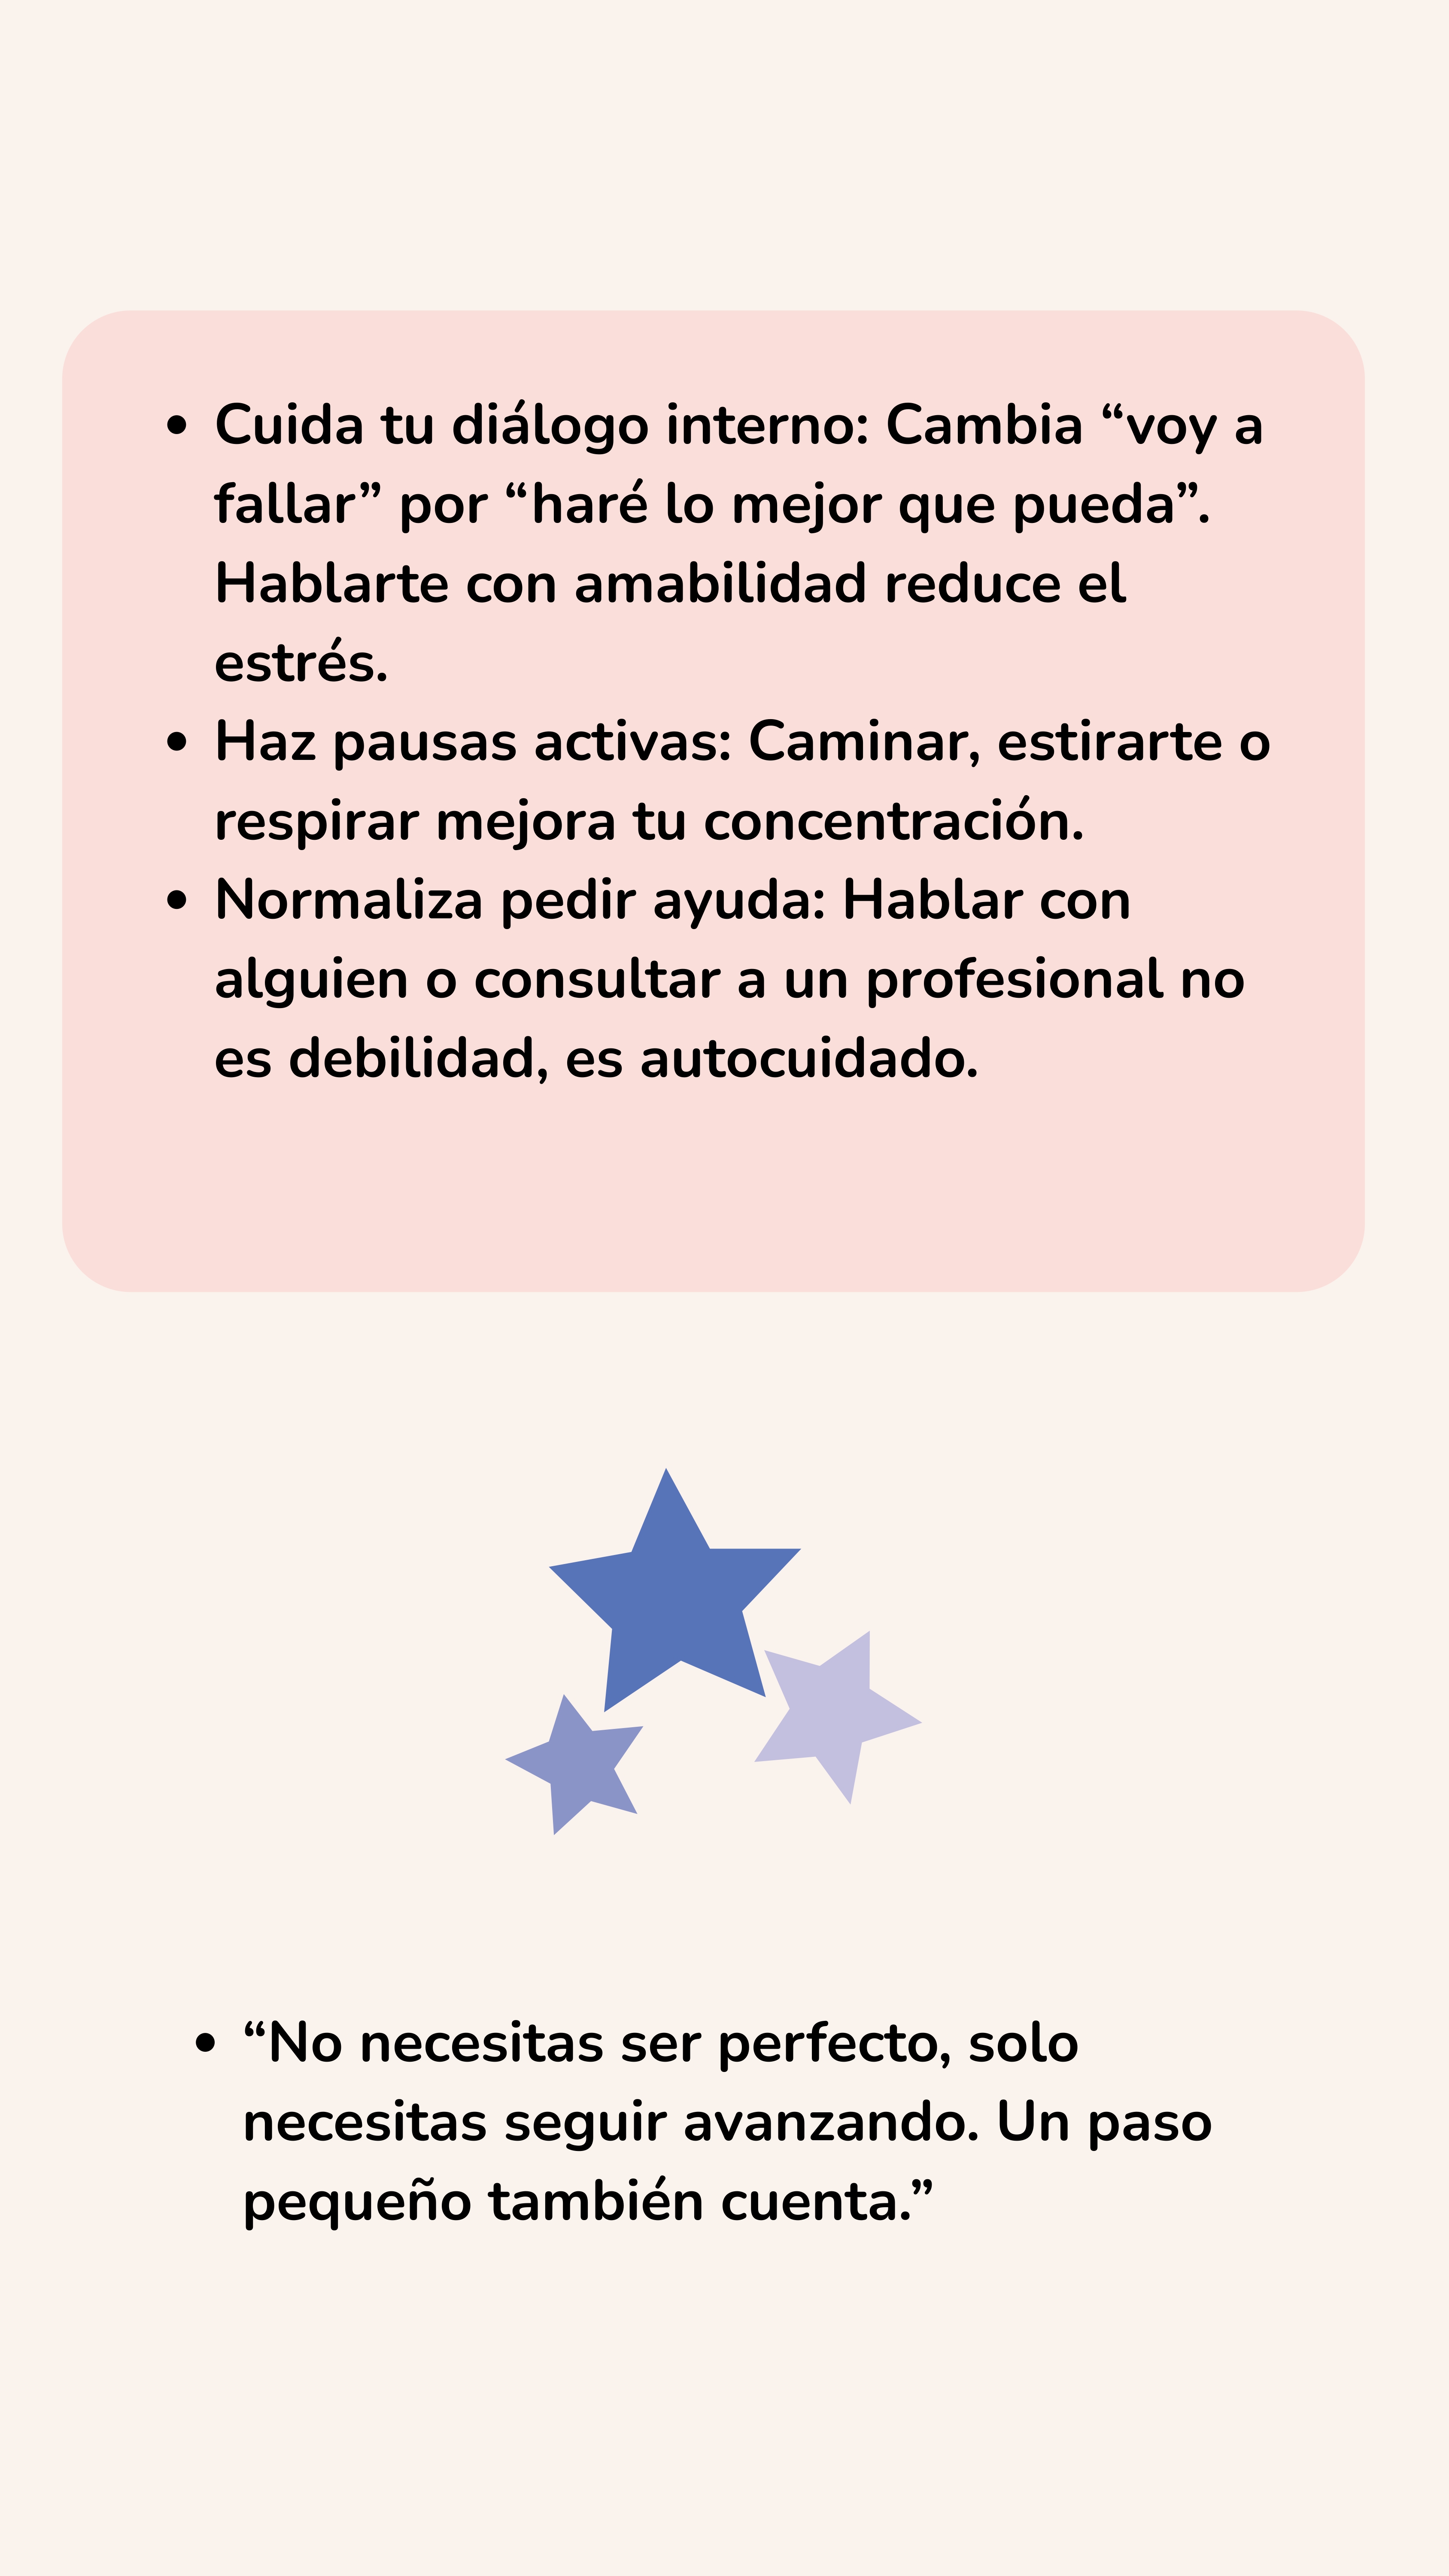 • Cuida tu diálogo interno: Cambia “voy a
fallar” por “haré lo mejor que pueda”.
Hablarte con amabilidad reduce el
estrés.
• Haz pausas activas: Caminar, estirarte o
respirar mejora tu concentración.
• Normaliza pedir ayuda: Hablar con
alguien o consultar a un profesional no
es debilidad, es autocuidado.
• “No necesitas ser perfecto, solo
necesitas seguir avanzando. Un paso
pequeño también cuenta.”